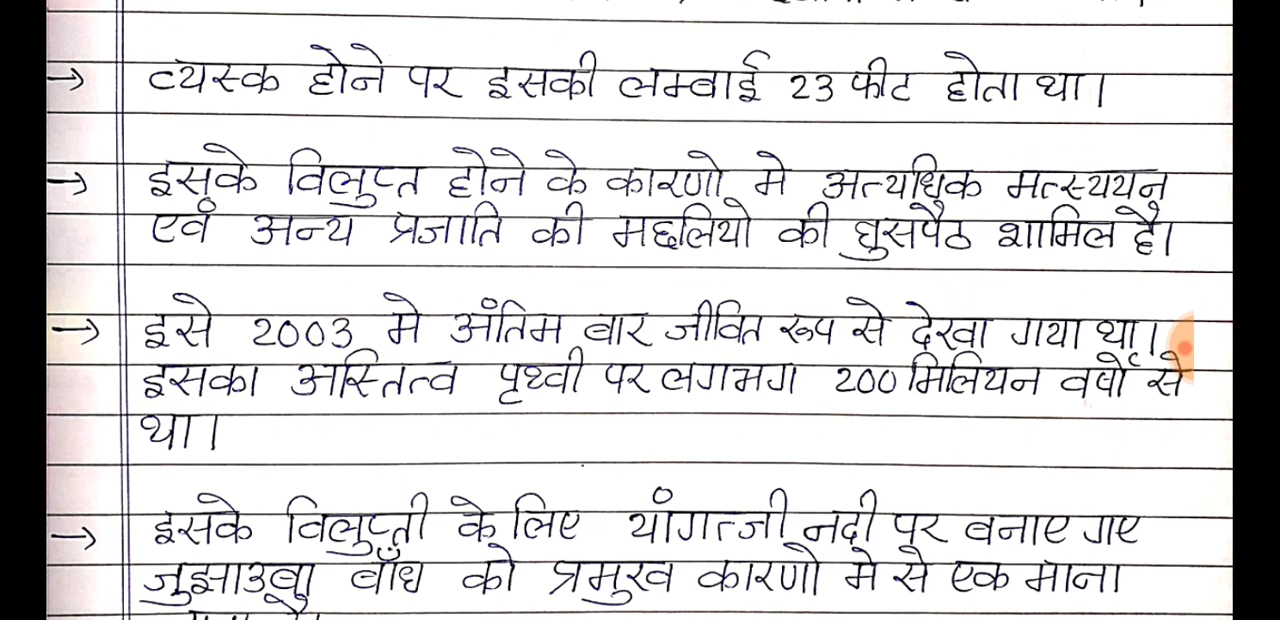 → व्यस्क होने पर इसकी लम्बाई 23 फीट होता था।
→ इसके विलुप्त होने के कारणो मे अत्यधिक मत्स्ययन
एवं अन्य प्रजाति की मछलियो की घुसपैठ शामिल है।
→ इसे 2003 मे अंतिम बार जीवित रूप से देखा गया था।
इसका अस्तित्व पृथ्वी पर लगभग 200 मिलियन वर्षो से
था।
→ इसके विलुप्ती के लिए यांगत्जी नदी पर बनाए गए
बाँध को प्रमुख कारणो मे से एक माना